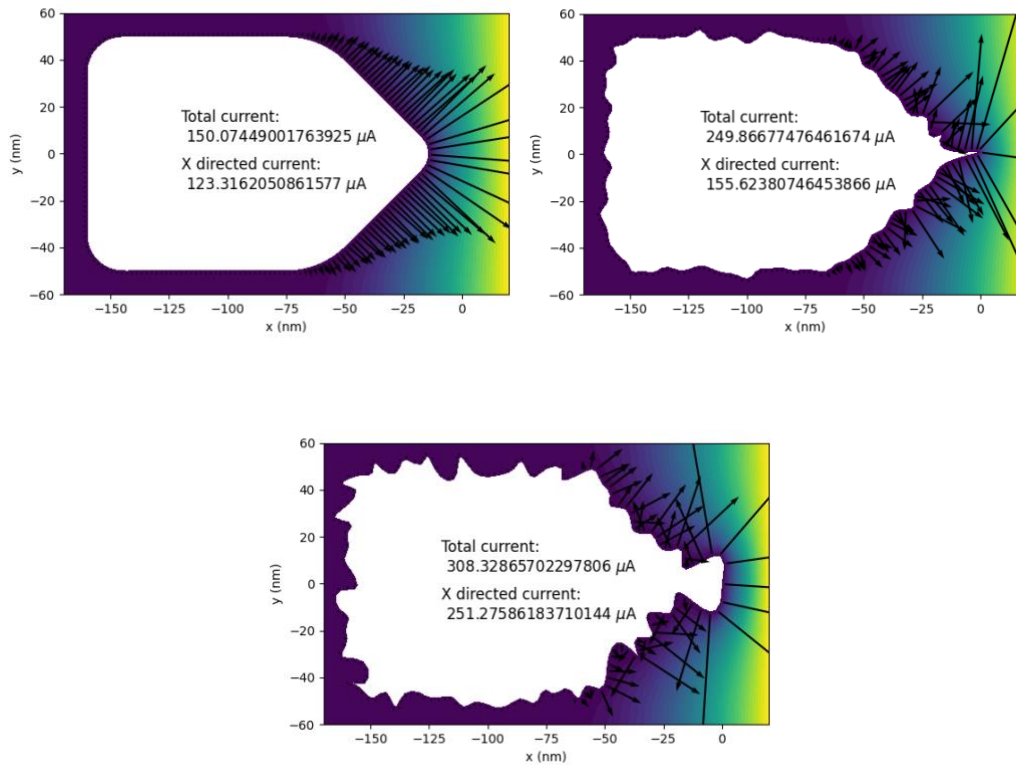 60
40
20
0
−20
−40
−60
y (nm)
Total current:
150.07449001763925 μA
X directed current:
123.3162050861577 μA
−150
−125
−100
−75
−50
−25
0
x (nm)
60
40
20
0
−20
−40
−60
y (nm)
Total current:
249.86677476461674 μA
X directed current:
155.62380746453866 μA
−150
−125
−100
−75
−50
−25
0
x (nm)
60
40
20
0
−20
−40
−60
y (nm)
Total current:
308.32865702297806 μA
X directed current:
251.27586183710144 μA
−150
−125
−100
−75
−50
−25
0
x (nm)